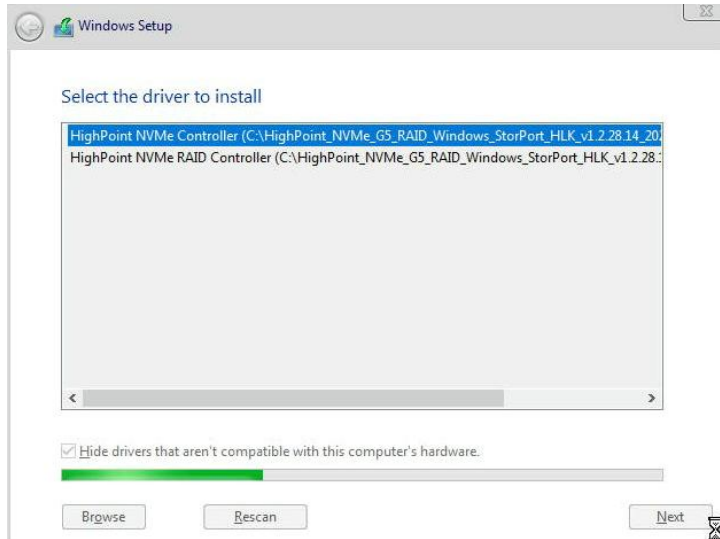 Windows Setup
Select the driver to install
HighPoint NVMe Controller (C:\HighPoint_NVMe_G5_RAID_Windows_StorPort_HLK_v1.2.28.14_202
HighPoint NVMe RAID Controller (C:\HighPoint_NVMe_G5_RAID_Windows_StorPort_HLK_v1.2.28.
Hide drivers that aren't compatible with this computer's hardware.
Browse
Rescan
Next